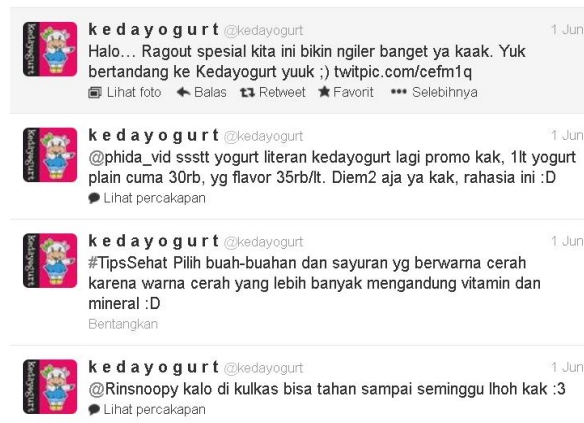 k e d a y o g u r t @kedayogurt 1 Jun
Halo... Ragout spesial kita ini bikin ngiler banget ya kaak. Yuk
bertandang ke Kedayogurt yuuk ;) twitpic.com/cefm1q
Lihat foto Balas Retweet Favorit Selebihnya
k e d a y o g u r t @kedayogurt 1 Jun
@phida_vid ssstt yogurt literan kedayogurt lagi promo kak, 1lt yogurt
plain cuma 30rb, yg flavor 35rb/lt. Diem2 aja ya kak, rahasia ini :D
Lihat percakapan
k e d a y o g u r t @kedayogurt 1 Jun
#TipsSehat Pilih buah-buahan dan sayuran yg berwarna cerah
karena warna cerah yang lebih banyak mengandung vitamin dan
mineral :D
Bentangkan
k e d a y o g u r t @kedayogurt 1 Jun
@Rinsnoopy kalo di kulkas bisa tahan sampai seminggu lhoh kak :3
Lihat percakapan
Kedayogurt
Kedayogurt
Kedayogurt
Kedayogurt